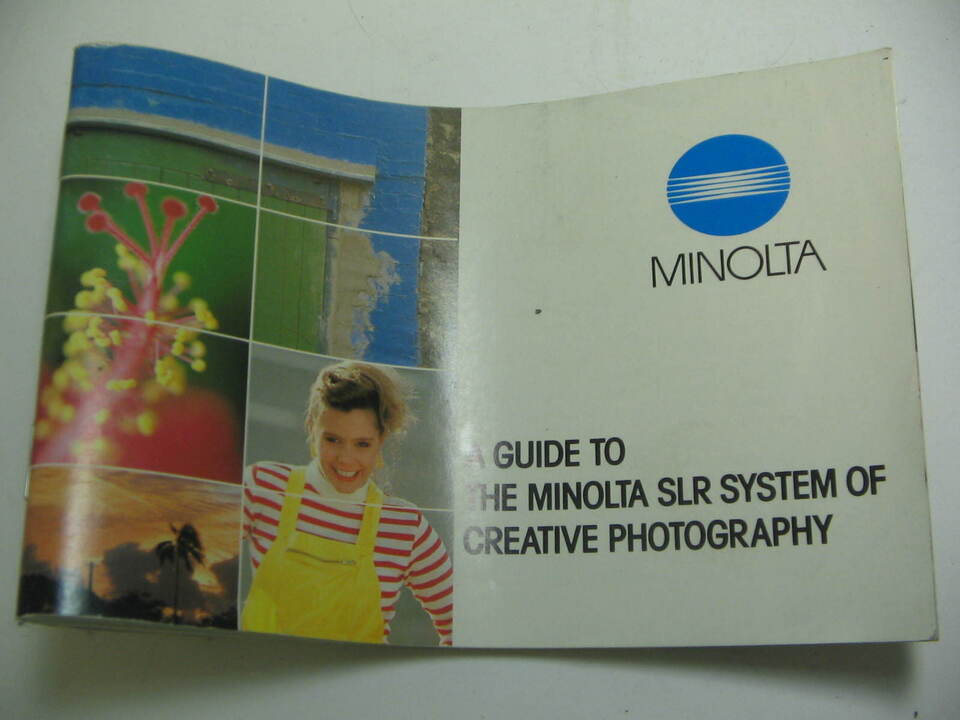 MINOLTA
A GUIDE TO
THE MINOLTA SLR SYSTEM OF
CREATIVE PHOTOGRAPHY